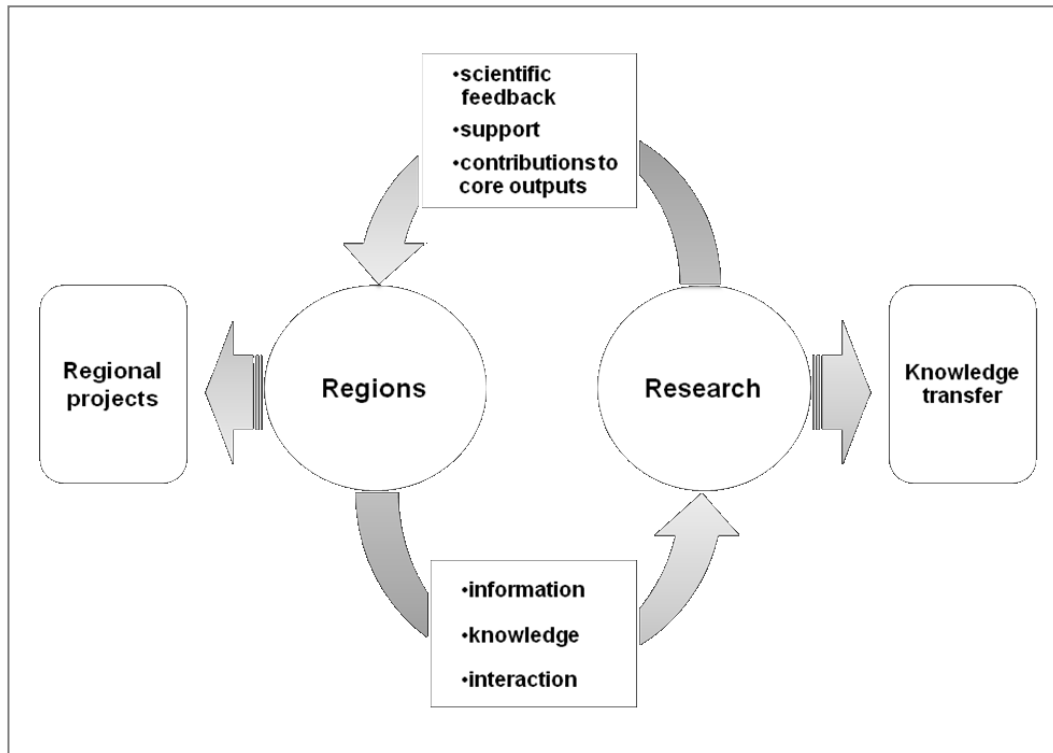 •scientific
feedback
•support
•contributions to
core outputs
Regional
projects
Regions
Research
Knowledge
transfer
•information
•knowledge
•interaction